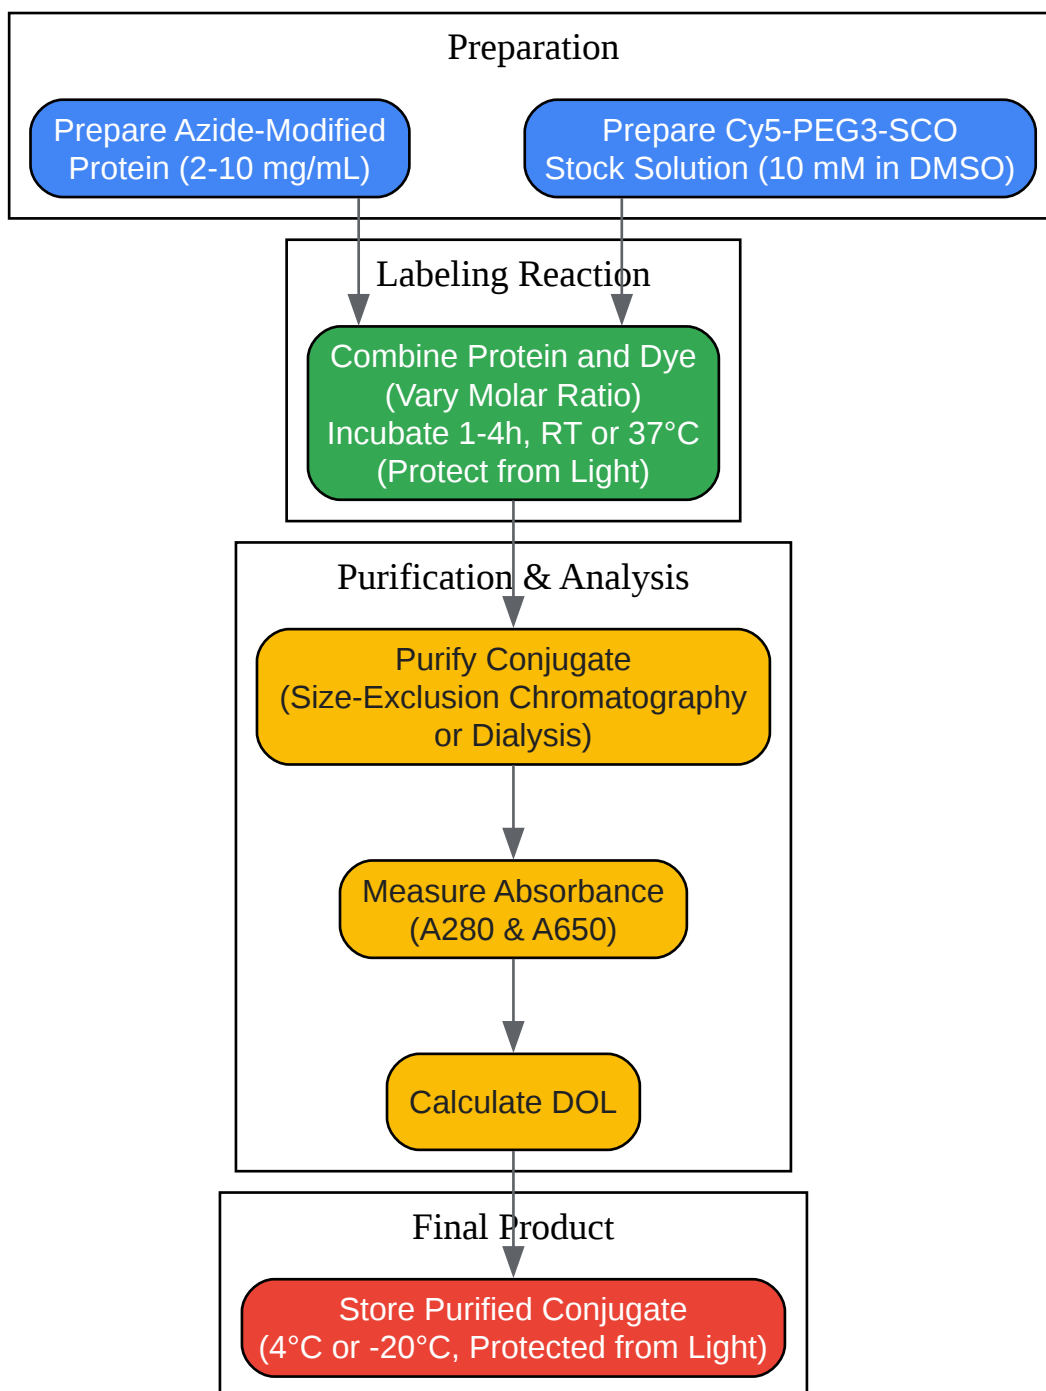 Preparation
Prepare Azide-Modified
Protein (2-10 mg/mL)
Prepare Cy5-PEG3-SCO
Stock Solution (10 mM in DMSO)
Labeling Reaction
Combine Protein and Dye
(Vary Molar Ratio)
Incubate 1-4h, RT or 37°C
(Protect from Light)
Purification & Analysis
Purify Conjugate
(Size-Exclusion Chromatography
or Dialysis)
Measure Absorbance
(A280 & A650)
Calculate DOL
Final Product
Store Purified Conjugate
(4°C or -20°C, Protected from Light)